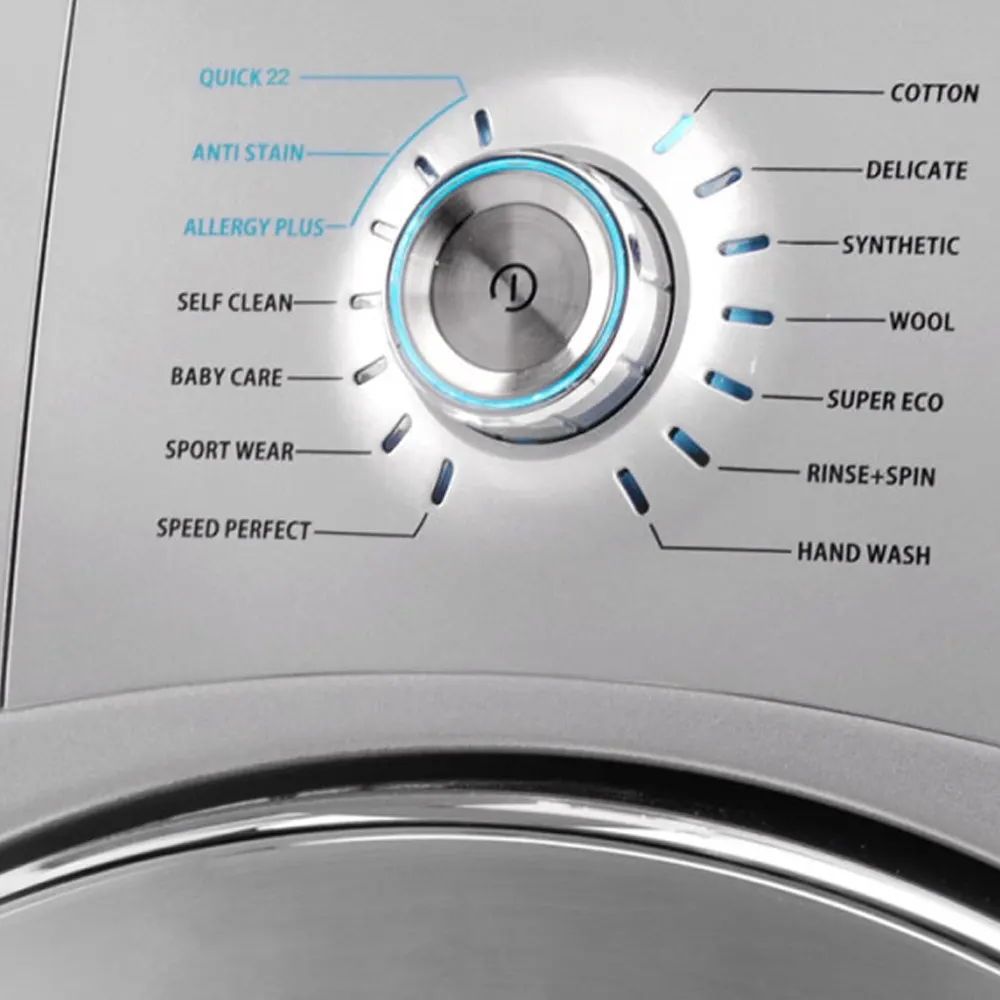 QUICK 22
ANTI STAIN
ALLERGY PLUS
SELF CLEAN
BABY CARE
SPORT WEAR
SPEED PERFECT
COTTON
DELICATE
SYNTHETIC
WOOL
SUPER ECO
RINSE+SPIN
HAND WASH